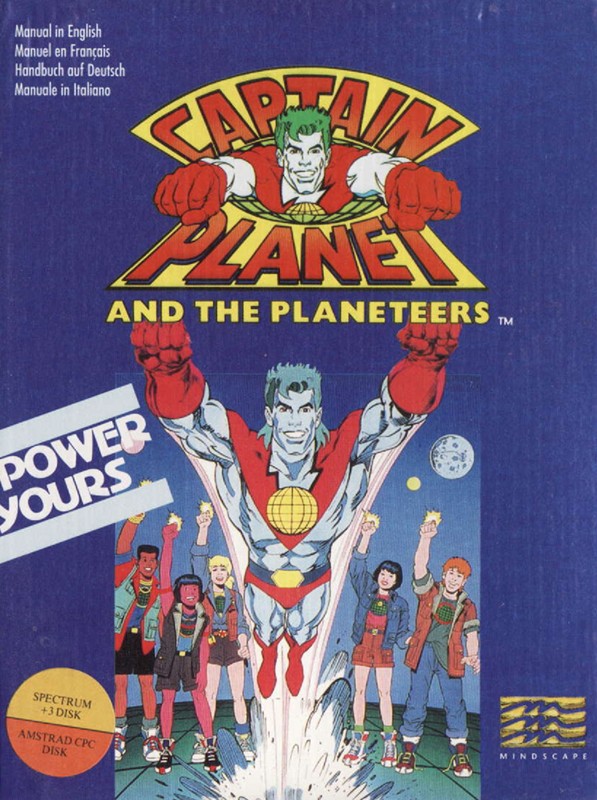 Manual in English
Manuel en Français
Handbuch auf Deutsch
Manuale in Italiano
CAPTAIN
PLANET
AND THE PLANETEERS ™
POWER
YOURS
SPECTRUM
+3 DISK
AMSTRAD CPC
DISK
MINDSCAPE